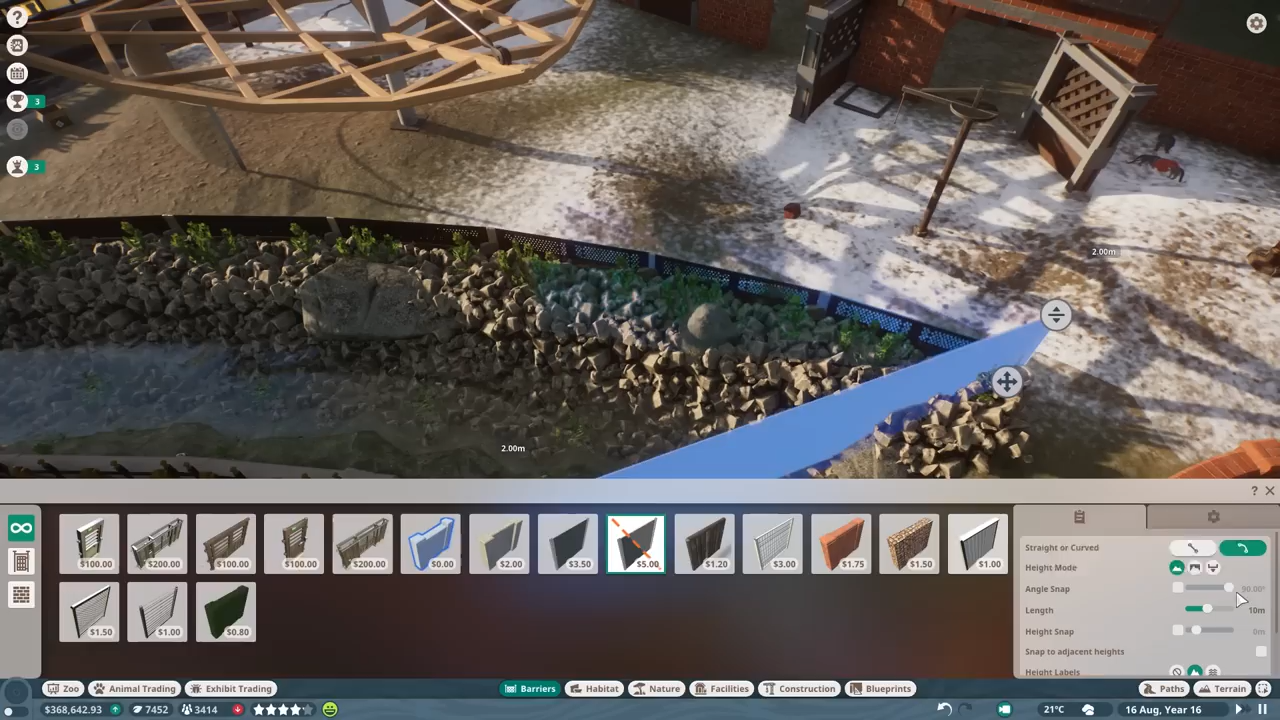 ?
3
3
2.00m
2.00m
?
$100.00
$200.00
$100.00
$100.00
$200.00
$0.00
$2.00
$3.50
$5.00
$1.20
$3.00
$1.75
$1.50
$1.00
$1.50
$1.00
$0.80
Straight or Curved
Height Mode
Angle Snap 90.00°
Length 10m
Height Snap 0m
Snap to adjacent heights
Height Labels
Zoo Animal Trading Exhibit Trading Barriers Habitat Nature Facilities Construction Blueprints Paths Terrain
$368,642.93 7452 3414 21°C 16 Aug, Year 16